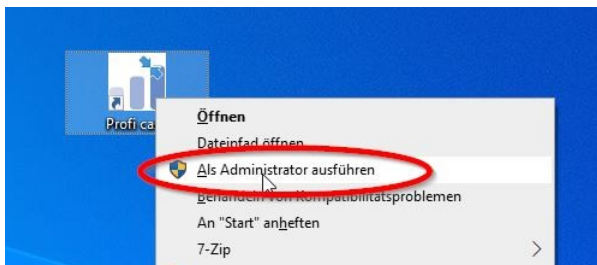 Profi ca
Öffnen
Dateipfad öffnen
Als Administrator ausführen
Behandeln von Kompatibilitätsproblemen
An "Start" anheften
7-Zip